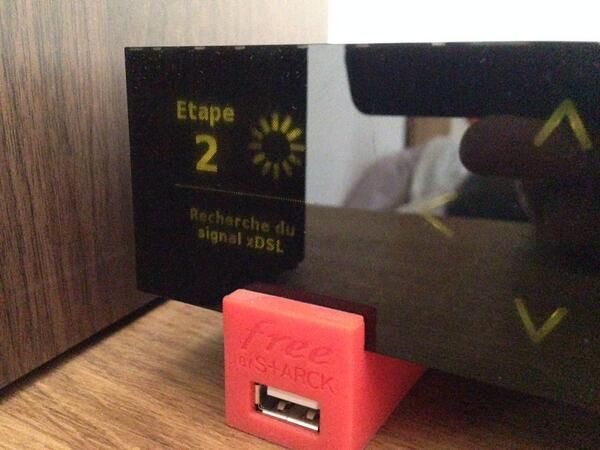 Etape
2
Recherche du
signal xDSL
free
BY S+ARCK